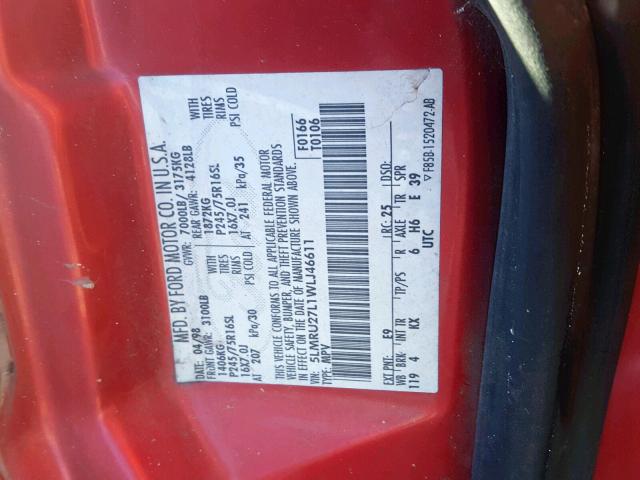 MFD. BY FORD MOTOR CO. IN U.S.A.
DATE: 04/98 GVWR: 7000LB/ 3175KG
FRONT GAWR: 3100LB REAR GAWR: 4128LB
1406KG 1872KG WITH
P245/75R16SL P245/75R16SL TIRES
16X7.0J 16X7.0J RIMS
AT 207 kPa/30 PSI COLD AT 241 kPa/35 PSI COLD
THIS VEHICLE CONFORMS TO ALL APPLICABLE FEDERAL MOTOR
VEHICLE SAFETY, BUMPER, AND THEFT PREVENTION STANDARDS
IN EFFECT ON THE DATE OF MANUFACTURE SHOWN ABOVE.
VIN: 5LMRU27L1WLJ46611
TYPE: MPV
F0166
T0106
EXT PNT: E9 RC: 25 DSO:
WB BRK INT TR TP/PS R AXLE TR SPR
119 4 KX 6 H6 E 39
UTC
▽F85B-1520472-AB
WITH
TIRES
RIMS